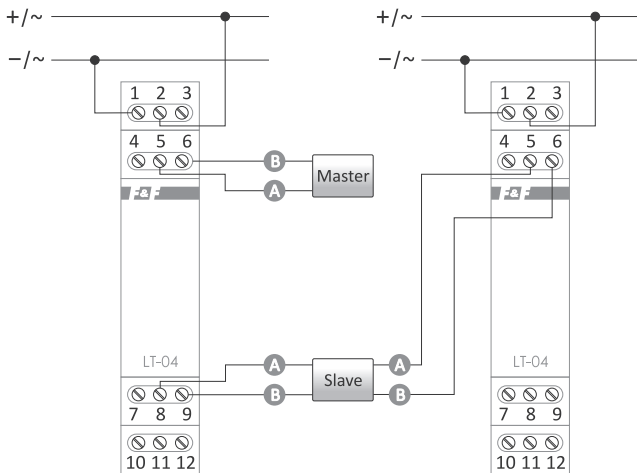 +/~ +/~
−/~ −/~
1 2 3 1 2 3
4 5 6 4 5 6
B
Master
A
F&F F&F
LT-04 LT-04
A A
Slave
B B
7 8 9 7 8 9
10 11 12 10 11 12